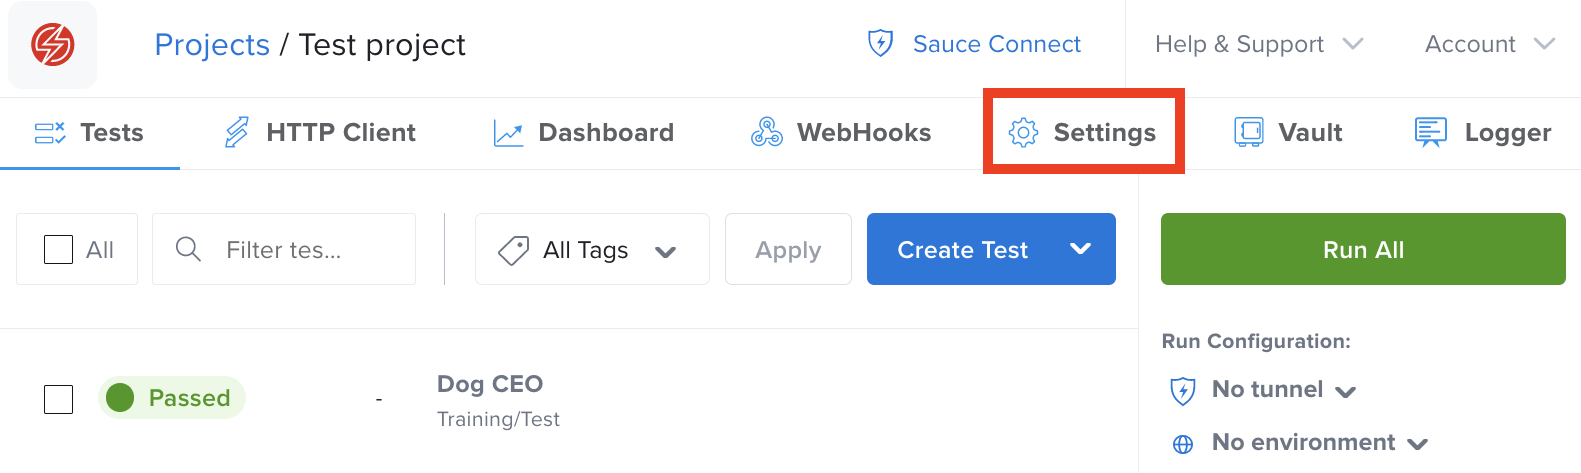 Projects / Test project
Sauce Connect
Help & Support
Account
Tests
HTTP Client
Dashboard
WebHooks
Settings
Vault
Logger
All
Filter tes...
All Tags
Apply
Create Test
Run All
Run Configuration:
No tunnel
No environment
Passed
-
Dog CEO
Training/Test